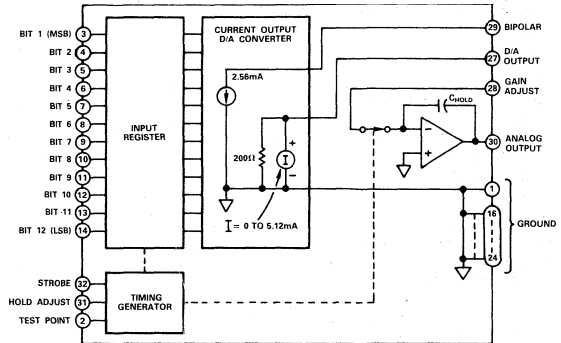 BIT 1 (MSB) 3
BIT 2 4
BIT 3 5
BIT 4 6
BIT 5 7
BIT 6 8
BIT 7 9
BIT 8 10
BIT 9 11
BIT 10 12
BIT 11 13
BIT 12 (LSB) 14
STROBE 32
HOLD ADJUST 31
TEST POINT 2
INPUT
REGISTER
TIMING
GENERATOR
CURRENT OUTPUT
D/A CONVERTER
2.56mA
200Ω
+
I
−
I = 0 TO 5.12mA
CHOLD
−
+
29 BIPOLAR
27 D/A
OUTPUT
28 GAIN
ADJUST
30 ANALOG
OUTPUT
1
16
24
GROUND